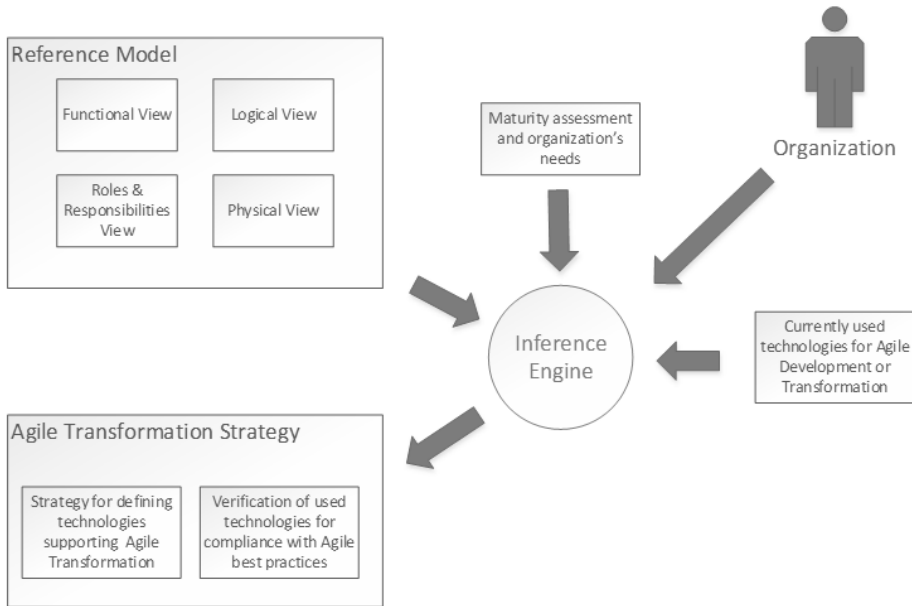 Reference Model
Functional View
Logical View
Roles &
Responsibilities
View
Physical View
Maturity assessment
and organization's
needs
Organization
Inference
Engine
Currently used
technologies for Agile
Development or
Transformation
Agile Transformation Strategy
Strategy for defining
technologies
supporting Agile
Transformation
Verification of used
technologies for
compliance with Agile
best practices